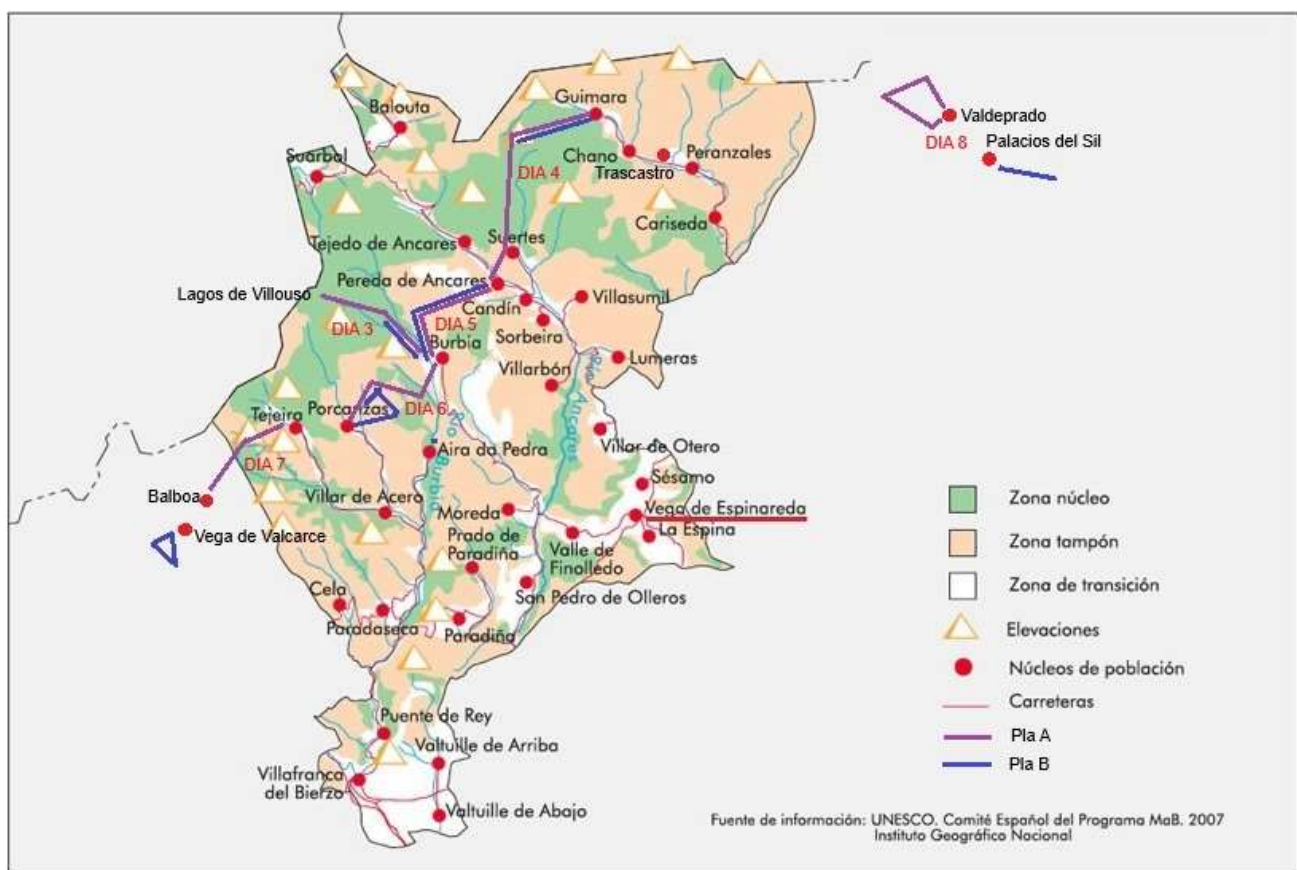 Balouta
Guimara
Suarbol
Chano
Trascastro
Peranzales
DIA 4
Cariseda
Valdeprado
DIA 8
Palacios del Sil
Tejedo de Ancares
Suertes
Pereda de Ancares
Lagos de Villouso
Candín
Villasumil
DIA 3
DIA 5
Sorbeira
Burbia
Lumeras
Villarbón
Río Ancares
DIA 6
Porcarizas
Tejeira
Río Burbia
Aira da Pedra
Villar de Otero
DIA 7
Balboa
Villar de Acero
Sésamo
Moreda
Vega de Espinareda
La Espina
Vega de Valcarce
Prado de
Paradiña
Valle de
Finolledo
San Pedro de Olleros
Cela
Paradaseca
Paradiña
Puente de Rey
Valtuille de Arriba
Villafranca
del Bierzo
Valtuille de Abajo
Zona núcleo
Zona tampón
Zona de transición
Elevaciones
Núcleos de población
Carreteras
Pla A
Pla B
Fuente de información: UNESCO. Comité Español del Programa MaB. 2007
Instituto Geográfico Nacional